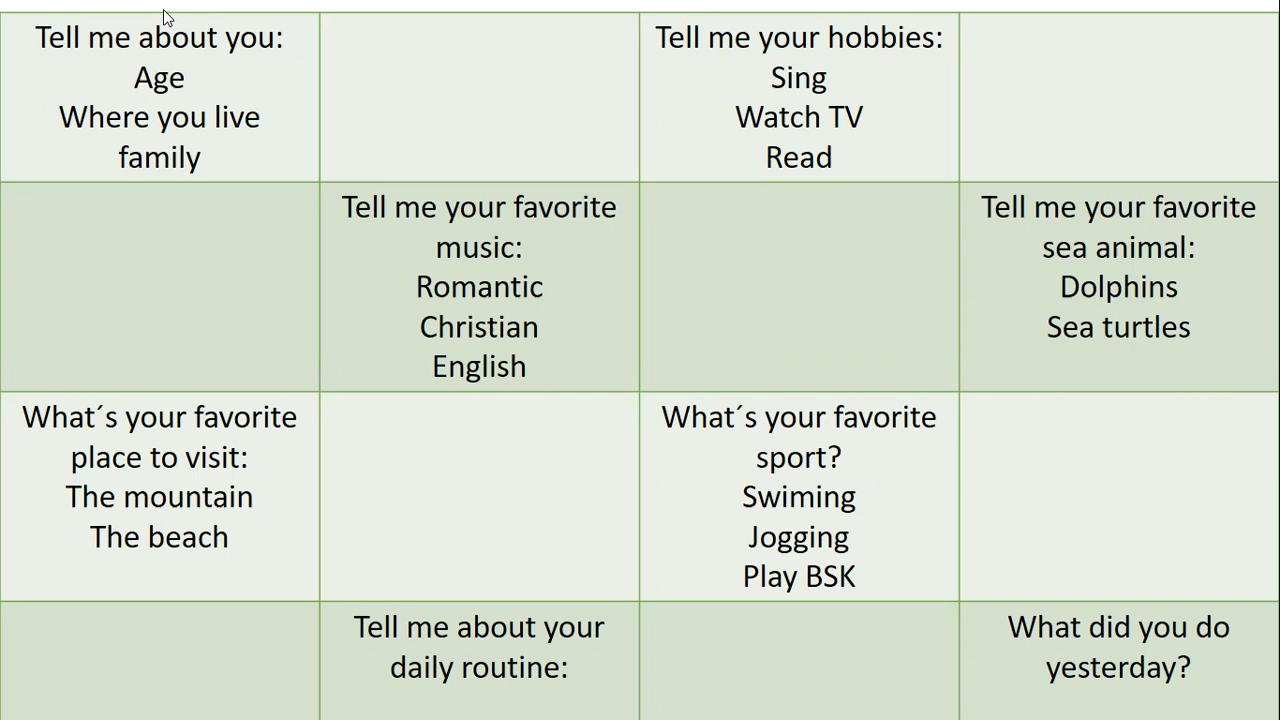 Tell me about you:
Age
Where you live
family
Tell me your hobbies:
Sing
Watch TV
Read
Tell me your favorite
music:
Romantic
Christian
English
Tell me your favorite
sea animal:
Dolphins
Sea turtles
What´s your favorite
place to visit:
The mountain
The beach
What´s your favorite
sport?
Swiming
Jogging
Play BSK
Tell me about your
daily routine:
What did you do
yesterday?